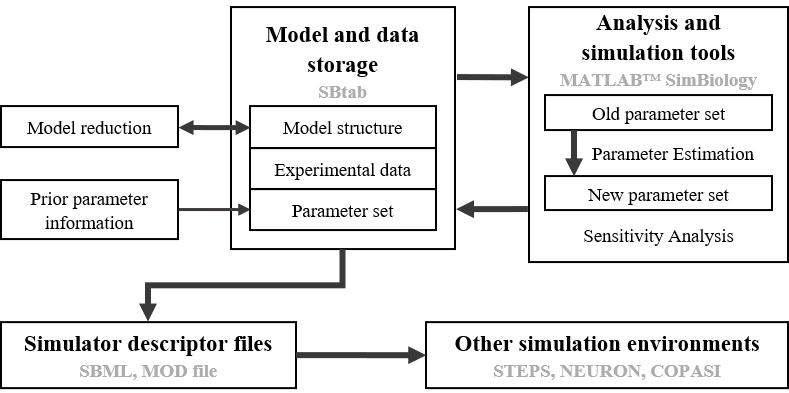 Model and data
storage
SBtab
Model structure
Experimental data
Parameter set
Model reduction
Prior parameter
information
Analysis and
simulation tools
MATLAB™ SimBiology
Old parameter set
Parameter Estimation
New parameter set
Sensitivity Analysis
Simulator descriptor files
SBML, MOD file
Other simulation environments
STEPS, NEURON, COPASI